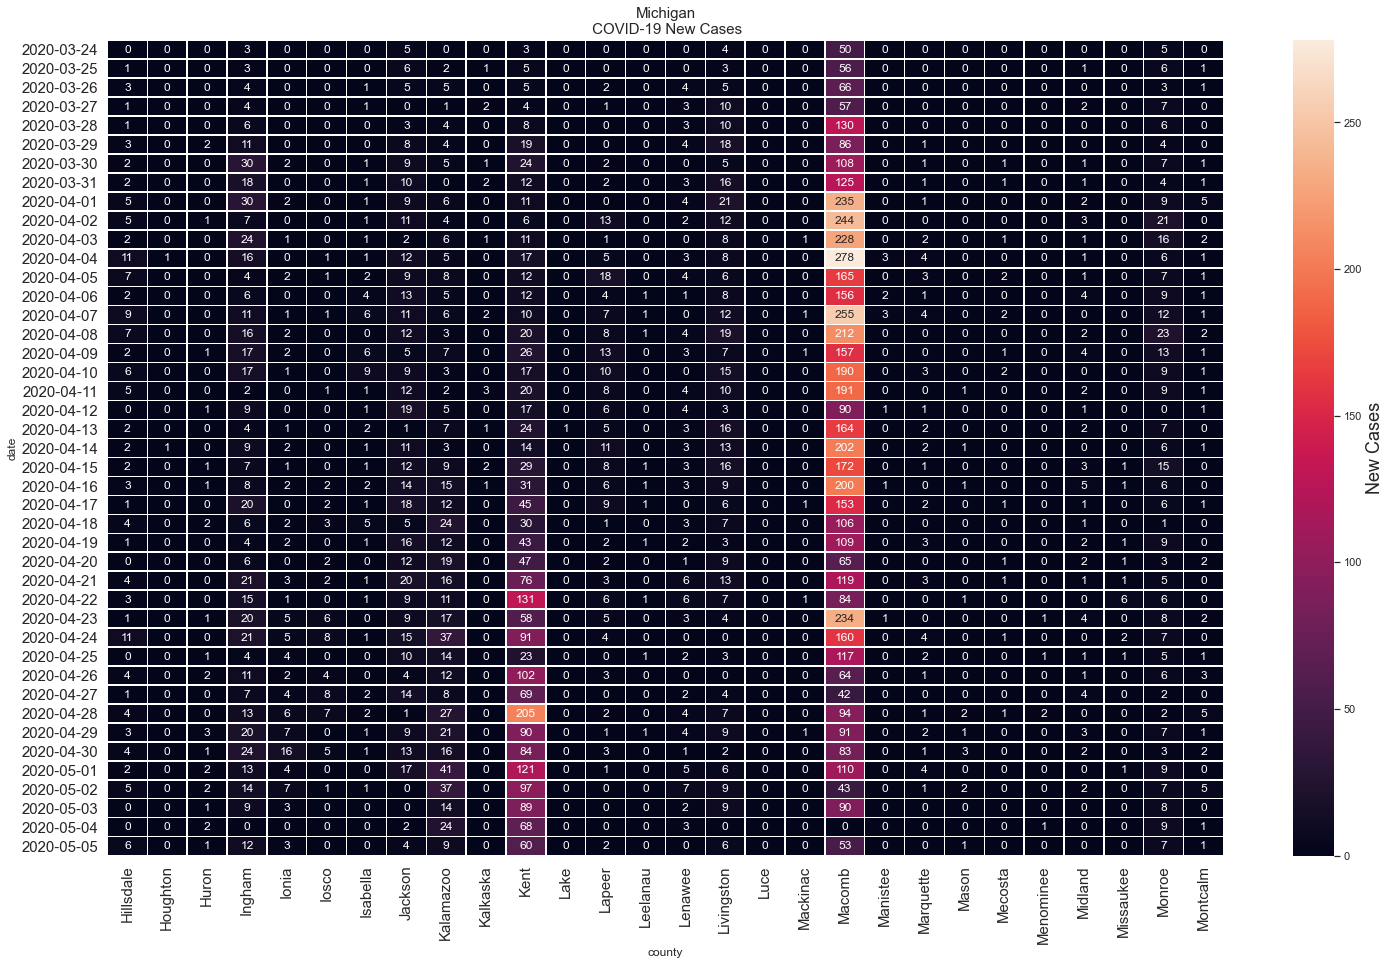 Michigan
COVID-19 New Cases
2020-03-24 0 0 0 3 0 0 0 5 0 0 3 0 0 0 0 4 0 0 50 0 0 0 0 0 0 0 5 0
2020-03-25 1 0 0 3 0 0 0 6 2 1 5 0 0 0 0 3 0 0 56 0 0 0 0 0 1 0 6 1
2020-03-26 3 0 0 4 0 0 1 5 5 0 5 0 2 0 4 5 0 0 66 0 0 0 0 0 0 0 3 1
2020-03-27 1 0 0 4 0 0 1 0 1 2 4 0 1 0 3 10 0 0 57 0 0 0 0 0 2 0 7 0
2020-03-28 1 0 0 6 0 0 0 3 4 0 8 0 0 0 3 10 0 0 130 0 0 0 0 0 0 0 6 0
2020-03-29 3 0 2 11 0 0 0 8 4 0 19 0 0 0 4 18 0 0 86 0 1 0 0 0 0 0 4 0
2020-03-30 2 0 0 30 2 0 1 9 5 1 24 0 2 0 0 5 0 0 108 0 1 0 1 0 1 0 7 1
2020-03-31 2 0 0 18 0 0 1 10 0 2 12 0 2 0 3 16 0 0 125 0 1 0 1 0 1 0 4 1
2020-04-01 5 0 0 30 2 0 1 9 6 0 11 0 0 0 4 21 0 0 235 0 1 0 0 0 2 0 9 5
2020-04-02 5 0 1 7 0 0 1 11 4 0 6 0 13 0 2 12 0 0 244 0 0 0 0 0 3 0 21 0
2020-04-03 2 0 0 24 1 0 1 2 6 1 11 0 1 0 0 8 0 1 228 0 2 0 1 0 1 0 16 2
2020-04-04 11 1 0 16 0 1 1 12 5 0 17 0 5 0 3 8 0 0 278 3 4 0 0 0 1 0 6 1
2020-04-05 7 0 0 4 2 1 2 9 8 0 12 0 18 0 4 6 0 0 165 0 3 0 2 0 1 0 7 1
2020-04-06 2 0 0 6 0 0 4 13 5 0 12 0 4 1 1 8 0 0 156 2 1 0 0 0 4 0 9 1
2020-04-07 9 0 0 11 1 1 6 11 6 2 10 0 7 1 0 12 0 1 255 3 4 0 2 0 0 0 12 1
2020-04-08 7 0 0 16 2 0 0 12 3 0 20 0 8 1 4 19 0 0 212 0 0 0 0 0 2 0 23 2
2020-04-09 2 0 1 17 2 0 6 5 7 0 26 0 13 0 3 7 0 1 157 0 0 0 1 0 4 0 13 1
2020-04-10 6 0 0 17 1 0 9 9 3 0 17 0 10 0 0 15 0 0 190 0 3 0 2 0 0 0 9 1
2020-04-11 5 0 0 2 0 1 1 12 2 3 20 0 8 0 4 10 0 0 191 0 0 1 0 0 2 0 9 1
2020-04-12 0 0 1 9 0 0 1 19 5 0 17 0 6 0 4 3 0 0 90 1 1 0 0 0 1 0 0 1
2020-04-13 2 0 0 4 1 0 2 1 7 1 24 1 5 0 3 16 0 0 164 0 2 0 0 0 2 0 7 0
2020-04-14 2 1 0 9 2 0 1 11 3 0 14 0 11 0 3 13 0 0 202 0 2 1 0 0 0 0 6 1
2020-04-15 2 0 1 7 1 0 1 12 9 2 29 0 8 1 3 16 0 0 172 0 1 0 0 0 3 1 15 0
2020-04-16 3 0 1 8 2 2 2 14 15 1 31 0 6 1 3 9 0 0 200 1 0 1 0 0 5 1 6 0
2020-04-17 1 0 0 20 0 2 1 18 12 0 45 0 9 1 0 6 0 1 153 0 2 0 1 0 1 0 6 1
2020-04-18 4 0 2 6 2 3 5 5 24 0 30 0 1 0 3 7 0 0 106 0 0 0 0 0 1 0 1 0
2020-04-19 1 0 0 4 2 0 1 16 12 0 43 0 2 1 2 3 0 0 109 0 3 0 0 0 2 1 9 0
2020-04-20 0 0 0 6 0 2 0 12 19 0 47 0 2 0 1 9 0 0 65 0 0 0 1 0 2 1 3 2
2020-04-21 4 0 0 21 3 2 1 20 16 0 76 0 3 0 6 13 0 0 119 0 3 0 1 0 1 1 5 0
2020-04-22 3 0 0 15 1 0 1 9 11 0 131 0 6 1 6 7 0 1 84 0 0 1 0 0 0 6 6 0
2020-04-23 1 0 1 20 5 6 0 9 17 0 58 0 5 0 3 4 0 0 234 1 0 0 0 1 4 0 8 2
2020-04-24 11 0 0 21 5 8 1 15 37 0 91 0 4 0 0 0 0 0 160 0 4 0 1 0 0 2 7 0
2020-04-25 0 0 1 4 4 0 0 10 14 0 23 0 0 1 2 3 0 0 117 0 2 0 0 1 1 1 5 1
2020-04-26 4 0 2 11 2 4 0 4 12 0 102 0 3 0 0 0 0 0 64 0 1 0 0 0 1 0 6 3
2020-04-27 1 0 0 7 4 8 2 14 8 0 69 0 0 0 2 4 0 0 42 0 0 0 0 0 4 0 2 0
2020-04-28 4 0 0 13 6 7 2 1 27 0 205 0 2 0 4 7 0 0 94 0 1 2 1 2 0 0 2 5
2020-04-29 3 0 3 20 7 0 1 9 21 0 90 0 1 1 4 9 0 1 91 0 2 1 0 0 3 0 7 1
2020-04-30 4 0 1 24 16 5 1 13 16 0 84 0 3 0 1 2 0 0 83 0 1 3 0 0 2 0 3 2
2020-05-01 2 0 2 13 4 0 0 17 41 0 121 0 1 0 5 6 0 0 110 0 4 0 0 0 0 1 9 0
2020-05-02 5 0 2 14 7 1 1 0 37 0 97 0 0 0 7 9 0 0 43 0 1 2 0 0 2 0 7 5
2020-05-03 0 0 1 9 3 0 0 0 14 0 89 0 0 0 2 9 0 0 90 0 0 0 0 0 0 0 8 0
2020-05-04 0 0 2 0 0 0 0 2 24 0 68 0 0 0 3 0 0 0 0 0 0 0 0 1 0 0 9 1
2020-05-05 6 0 1 12 3 0 0 4 9 0 60 0 2 0 0 6 0 0 53 0 0 1 0 0 0 0 7 1
Hillsdale Houghton Huron Ingham Ionia Iosco Isabella Jackson Kalamazoo Kalkaska Kent Lake Lapeer Leelanau Lenawee Livingston Luce Mackinac Macomb Manistee Marquette Mason Mecosta Menominee Midland Missaukee Monroe Montcalm
county
date
250
200
150
100
50
0
New Cases